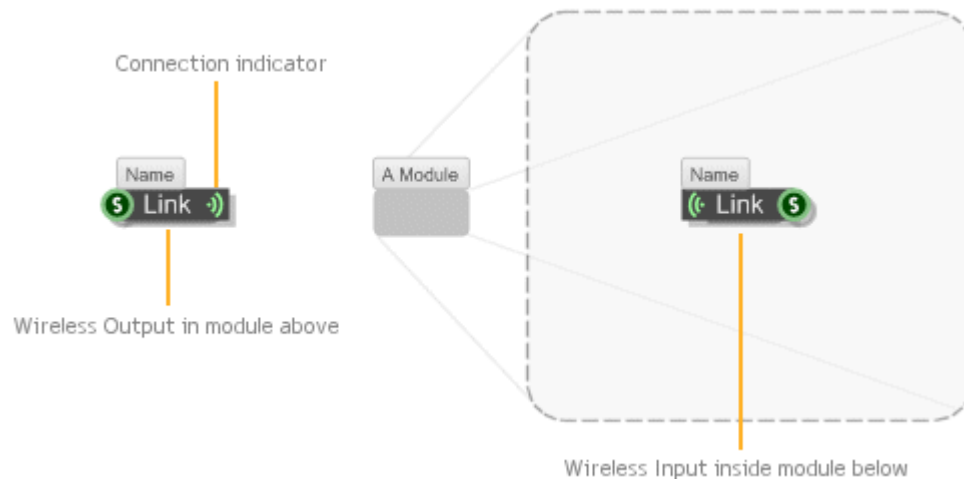 Connection indicator
Name
S Link
Wireless Output in module above
A Module
Name
Link S
Wireless Input inside module below